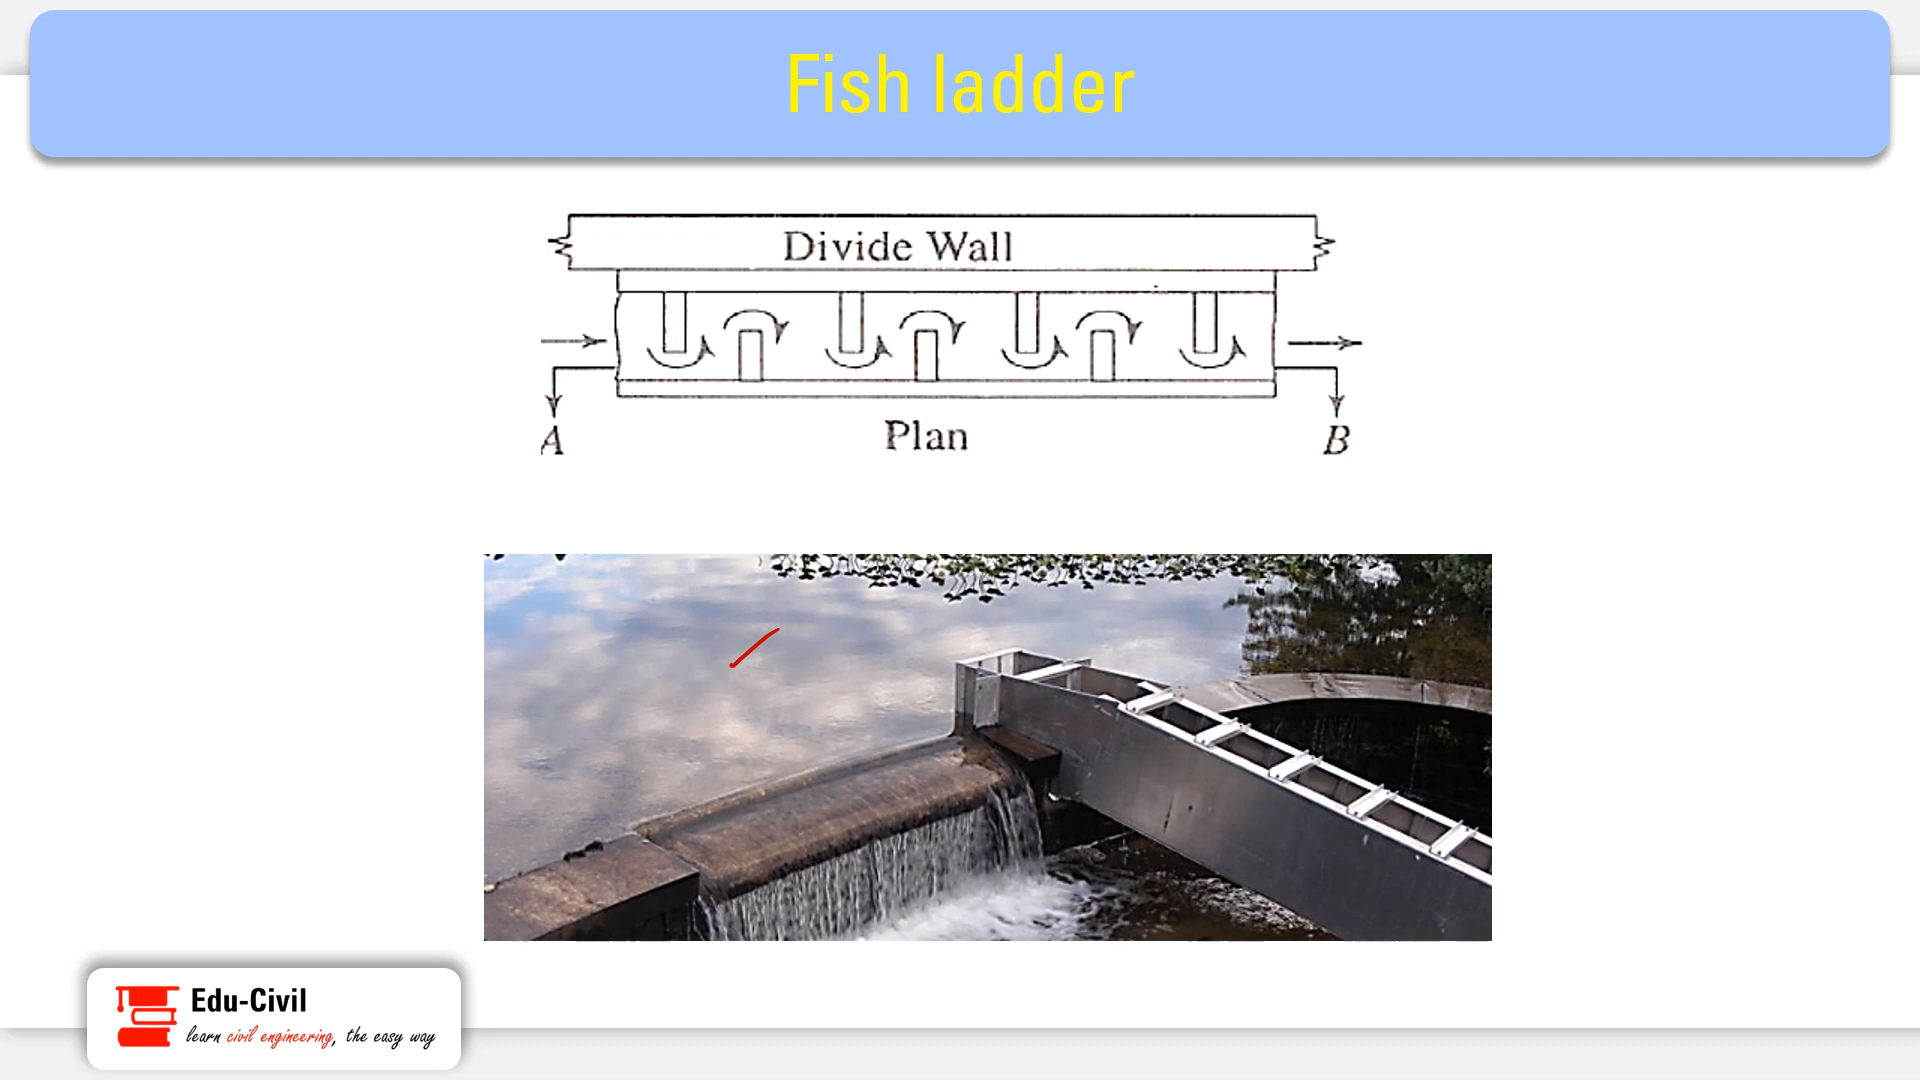 Fish ladder
Divide Wall
A
Plan
B
Edu-Civil
learn civil engineering, the easy way